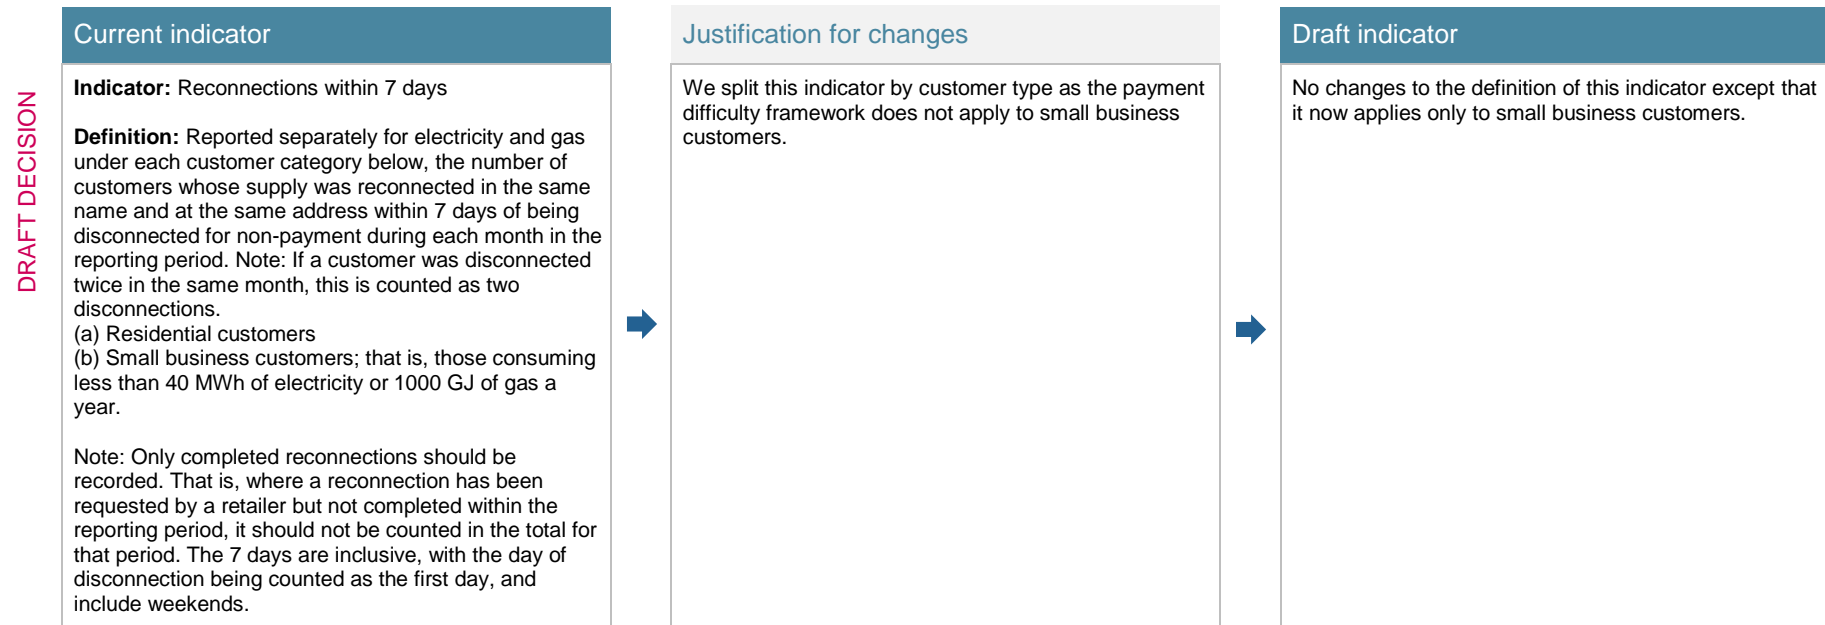 DRAFT DECISION
Current indicator
Indicator: Reconnections within 7 days
Definition: Reported separately for electricity and gas
under each customer category below, the number of
customers whose supply was reconnected in the same
name and at the same address within 7 days of being
disconnected for non-payment during each month in the
reporting period. Note: If a customer was disconnected
twice in the same month, this is counted as two
disconnections.
(a) Residential customers
(b) Small business customers; that is, those consuming
less than 40 MWh of electricity or 1000 GJ of gas a
year.
Note: Only completed reconnections should be
recorded. That is, where a reconnection has been
requested by a retailer but not completed within the
reporting period, it should not be counted in the total for
that period. The 7 days are inclusive, with the day of
disconnection being counted as the first day, and
include weekends.
Justification for changes
We split this indicator by customer type as the payment
difficulty framework does not apply to small business
customers.
Draft indicator
No changes to the definition of this indicator except that
it now applies only to small business customers.